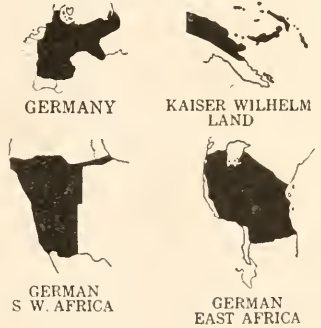 GERMANY
KAISER WILHELM
LAND
GERMAN
S W. AFRICA
GERMAN
EAST AFRICA